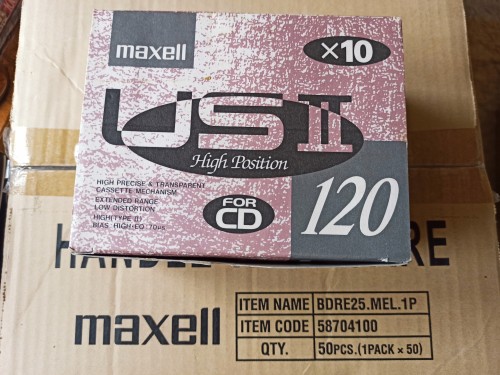 maxell
×10
US II
High Position
HIGH PRECISE & TRANSPARENT
CASSETTE MECHANISM
EXTENDED RANGE
LOW DISTORTION
HIGH(TYPE II)
BIAS: HIGH·EQ: 70μs
FOR
CD
120
maxell
ITEM NAME BDRE25.MEL.1P
ITEM CODE 58704100
QTY. 50PCS.(1PACK × 50)